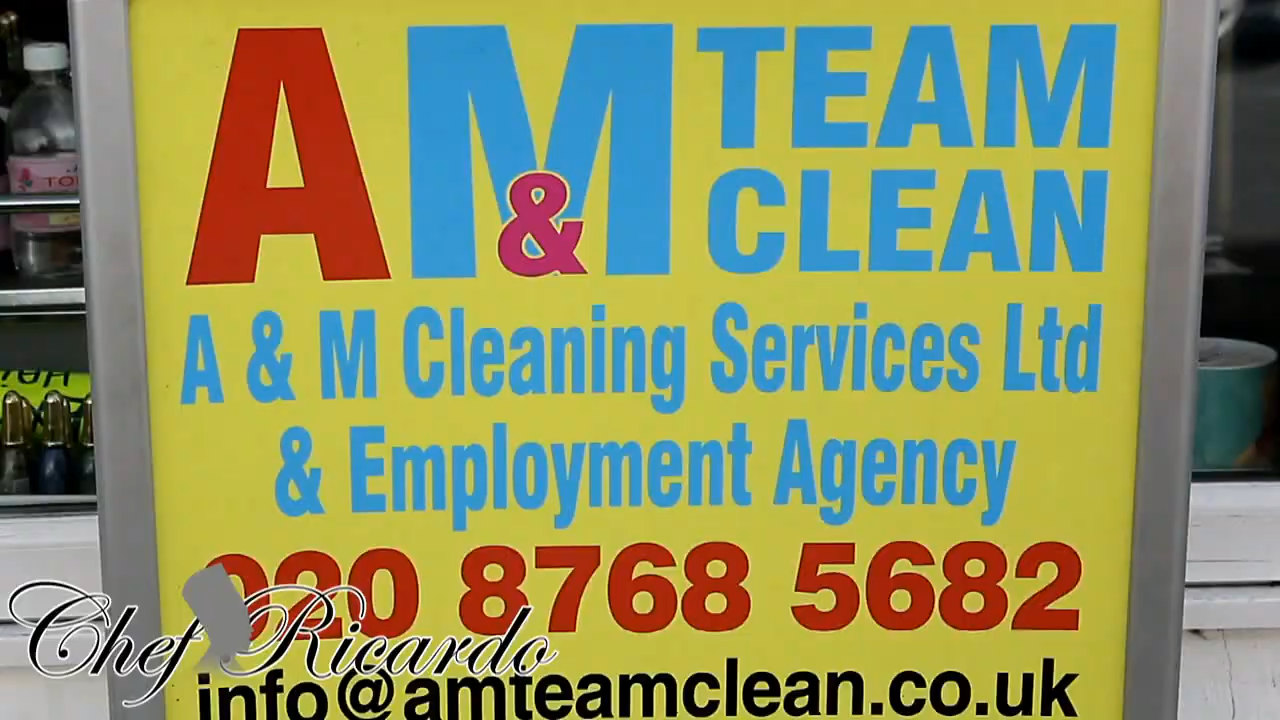 A&M TEAM
CLEAN
A & M Cleaning Services Ltd
& Employment Agency
020 8768 5682
Chef Ricardo
info@amteamclean.co.uk